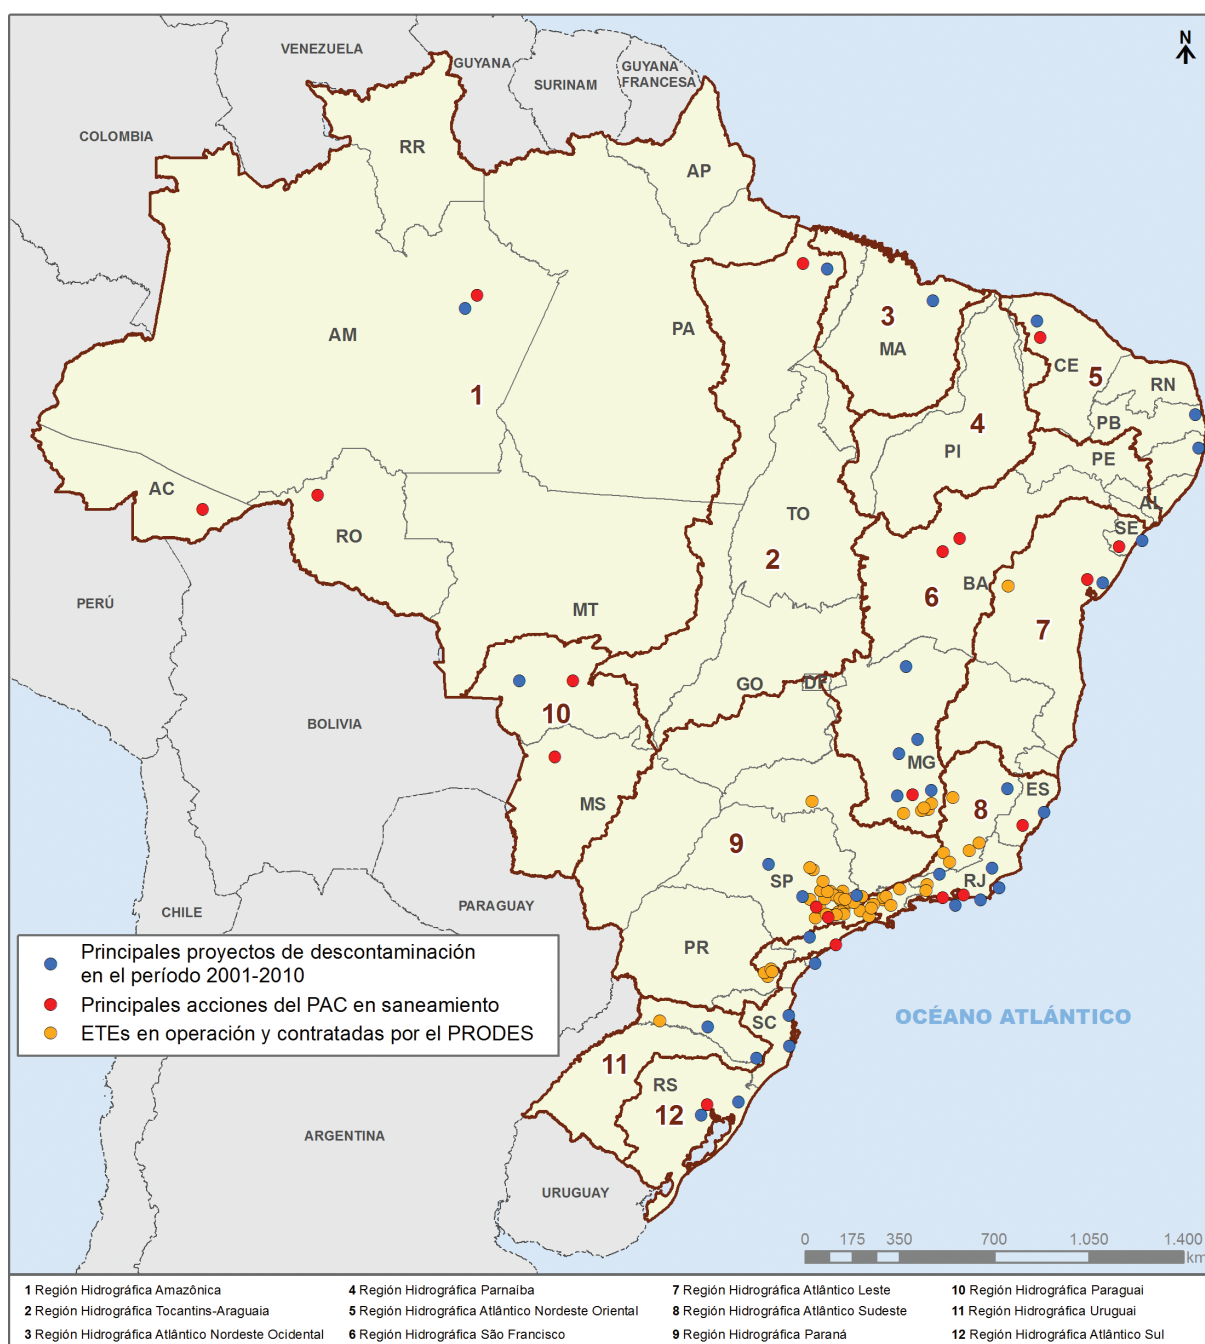 N
VENEZUELA
GUYANA
SURINAM
GUYANA
FRANCESA
COLOMBIA
RR
AP
AM
PA
3
MA
1
CE
5
RN
4
PB
PI
PE
AC
AL
TO
SE
RO
2
BA
6
PERÚ
MT
7
GO
DF
10
BOLIVIA
MG
MS
ES
8
9
SP
RJ
CHILE
PARAGUAY
PR
Principales proyectos de descontaminación
en el período 2001-2010
Principales acciones del PAC en saneamiento
ETEs en operación y contratadas por el PRODES
SC
OCÉANO ATLÁNTICO
11
RS
12
ARGENTINA
URUGUAY
0 175 350 700 1.050 1.400
km
1 Región Hidrográfica Amazônica
2 Región Hidrográfica Tocantins-Araguaia
3 Región Hidrográfica Atlântico Nordeste Ocidental
4 Región Hidrográfica Parnaíba
5 Región Hidrográfica Atlântico Nordeste Oriental
6 Región Hidrográfica São Francisco
7 Región Hidrográfica Atlântico Leste
8 Región Hidrográfica Atlântico Sudeste
9 Región Hidrográfica Paraná
10 Región Hidrográfica Paraguai
11 Región Hidrográfica Uruguai
12 Región Hidrográfica Atlântico Sul